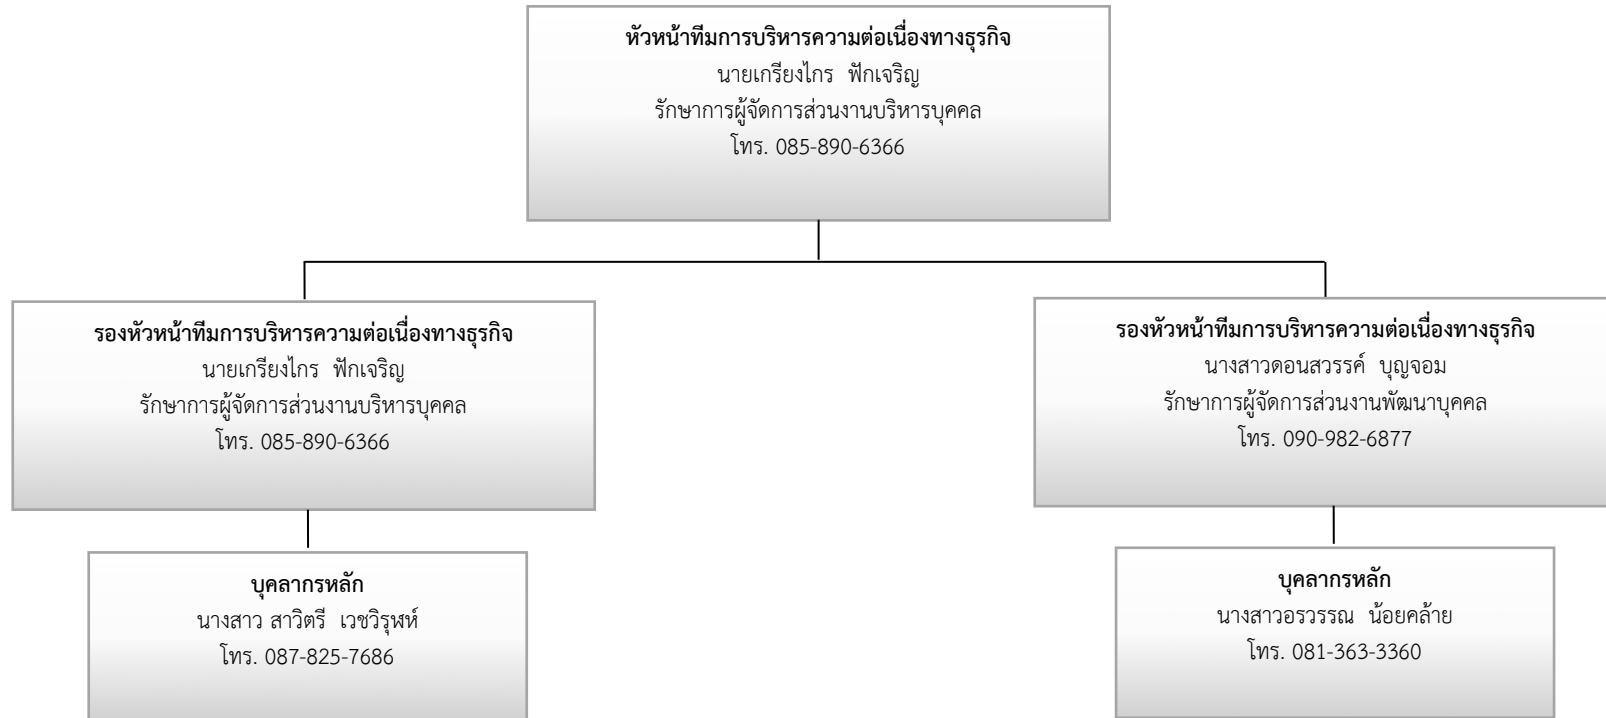 หัวหน้าทีมการบริหารความต่อเนื่องทางธุรกิจ
นายเกรียงไกร ฟักเจริญ
รักษาการผู้จัดการส่วนงานบริหารบุคคล
โทร. 085-890-6366
รองหัวหน้าทีมการบริหารความต่อเนื่องทางธุรกิจ
นายเกรียงไกร ฟักเจริญ
รักษาการผู้จัดการส่วนงานบริหารบุคคล
โทร. 085-890-6366
รองหัวหน้าทีมการบริหารความต่อเนื่องทางธุรกิจ
นางสาวดอนสวรรค์ บุญจอม
รักษาการผู้จัดการส่วนงานพัฒนาบุคคล
โทร. 090-982-6877
บุคลากรหลัก
นางสาว สาวิตรี เวชวิรุฬห์
โทร. 087-825-7686
บุคลากรหลัก
นางสาวอรวรรณ น้อยคล้าย
โทร. 081-363-3360